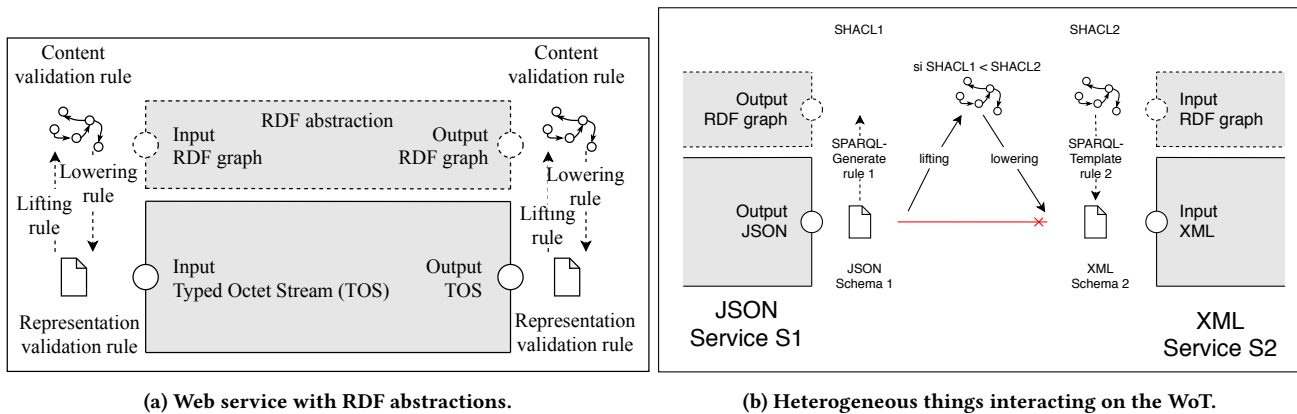 Content
validation rule
Content
validation rule
RDF abstraction
Input
RDF graph
Output
RDF graph
Lowering
rule
Lifting
rule
Lowering
rule
Lifting
rule
Input
Typed Octet Stream (TOS)
Output
TOS
Representation
validation rule
Representation
validation rule
(a) Web service with RDF abstractions.
SHACL1
SHACL2
si SHACL1 < SHACL2
Output
RDF graph
Input
RDF graph
SPARQL-
Generate
rule 1
lifting
lowering
SPARQL-
Template
rule 2
Output
JSON
Input
XML
JSON
Schema 1
XML
Schema 2
JSON
Service S1
XML
Service S2
(b) Heterogeneous things interacting on the WoT.